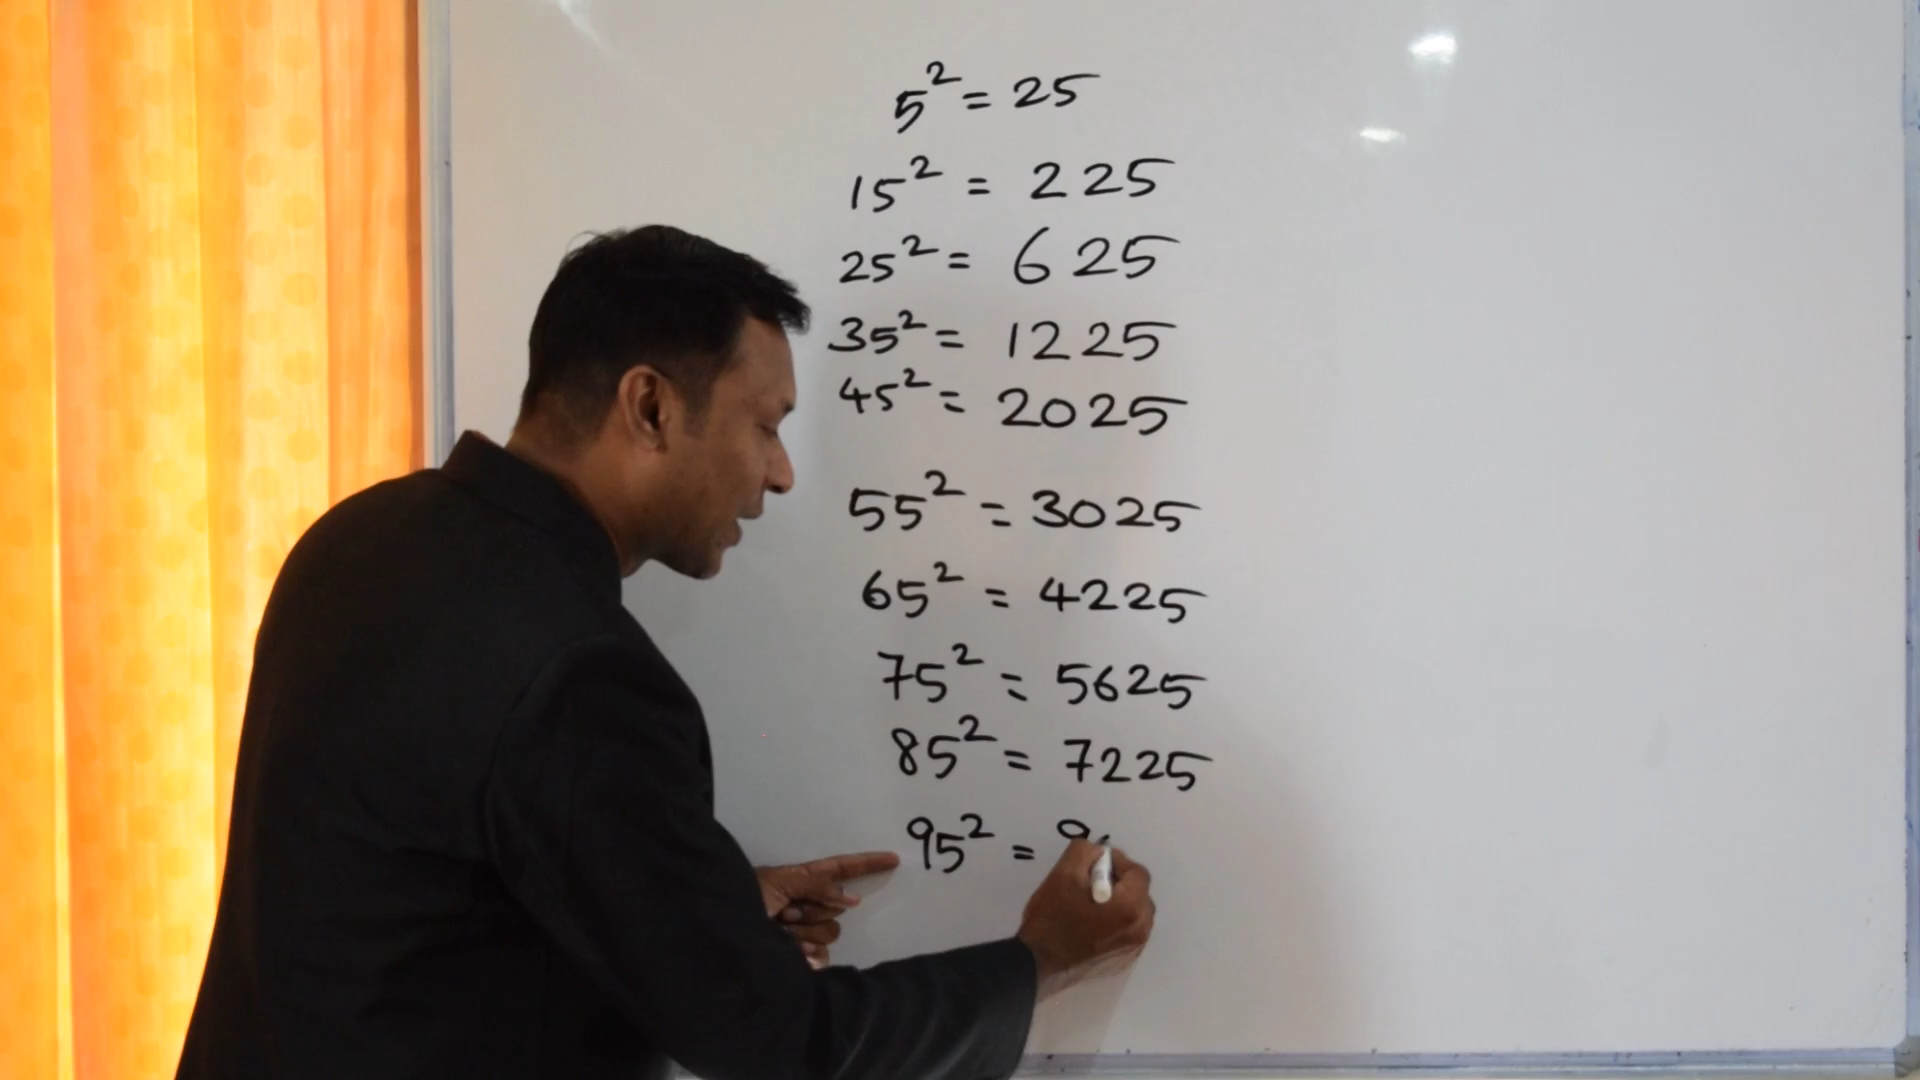 5² = 25
15² = 225
25² = 625
35² = 1225
45² = 2025
55² = 3025
65² = 4225
75² = 5625
85² = 7225
95² = 9